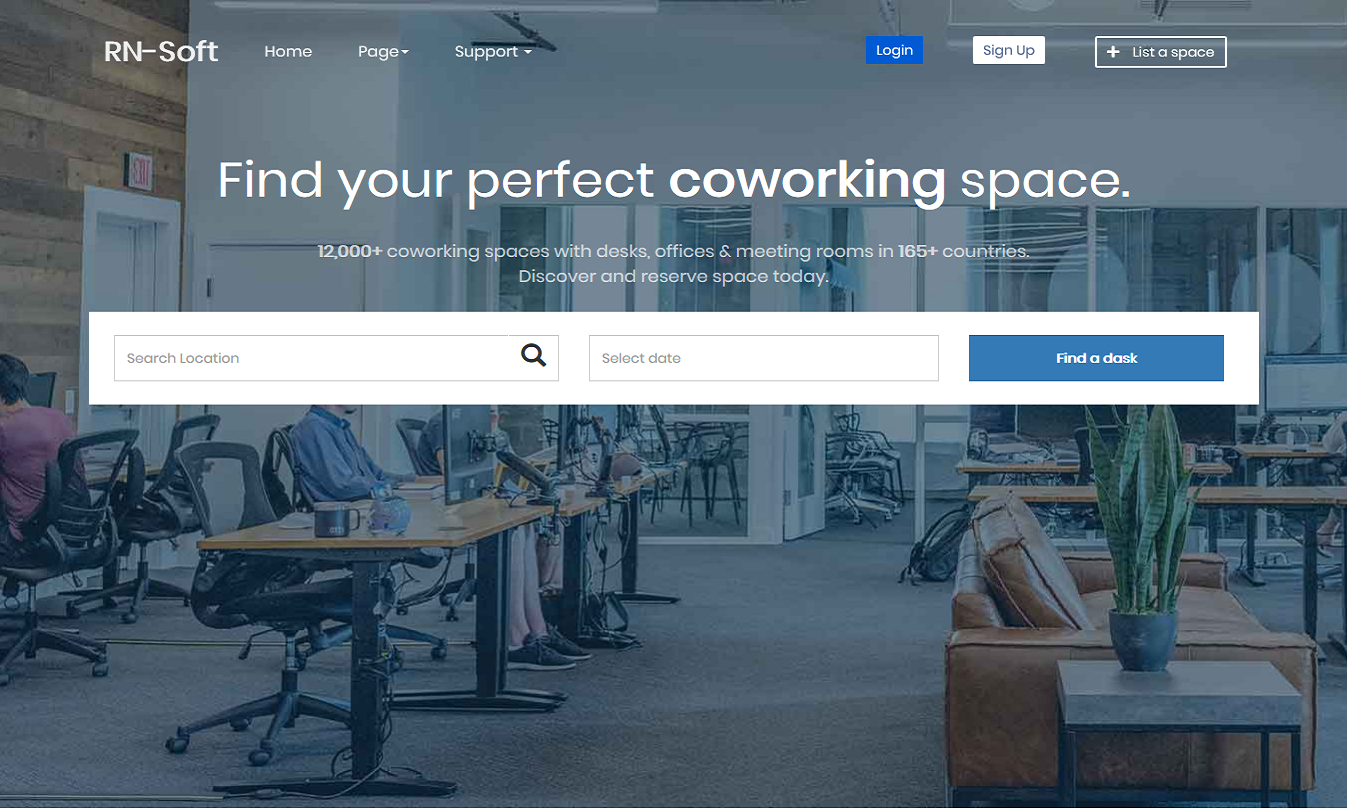 RN-Soft Home Page Support Login Sign Up + List a space
EXIT
Find your perfect coworking space.
12,000+ coworking spaces with desks, offices & meeting rooms in 165+ countries.
Discover and reserve space today.
Search Location Select date Find a dask